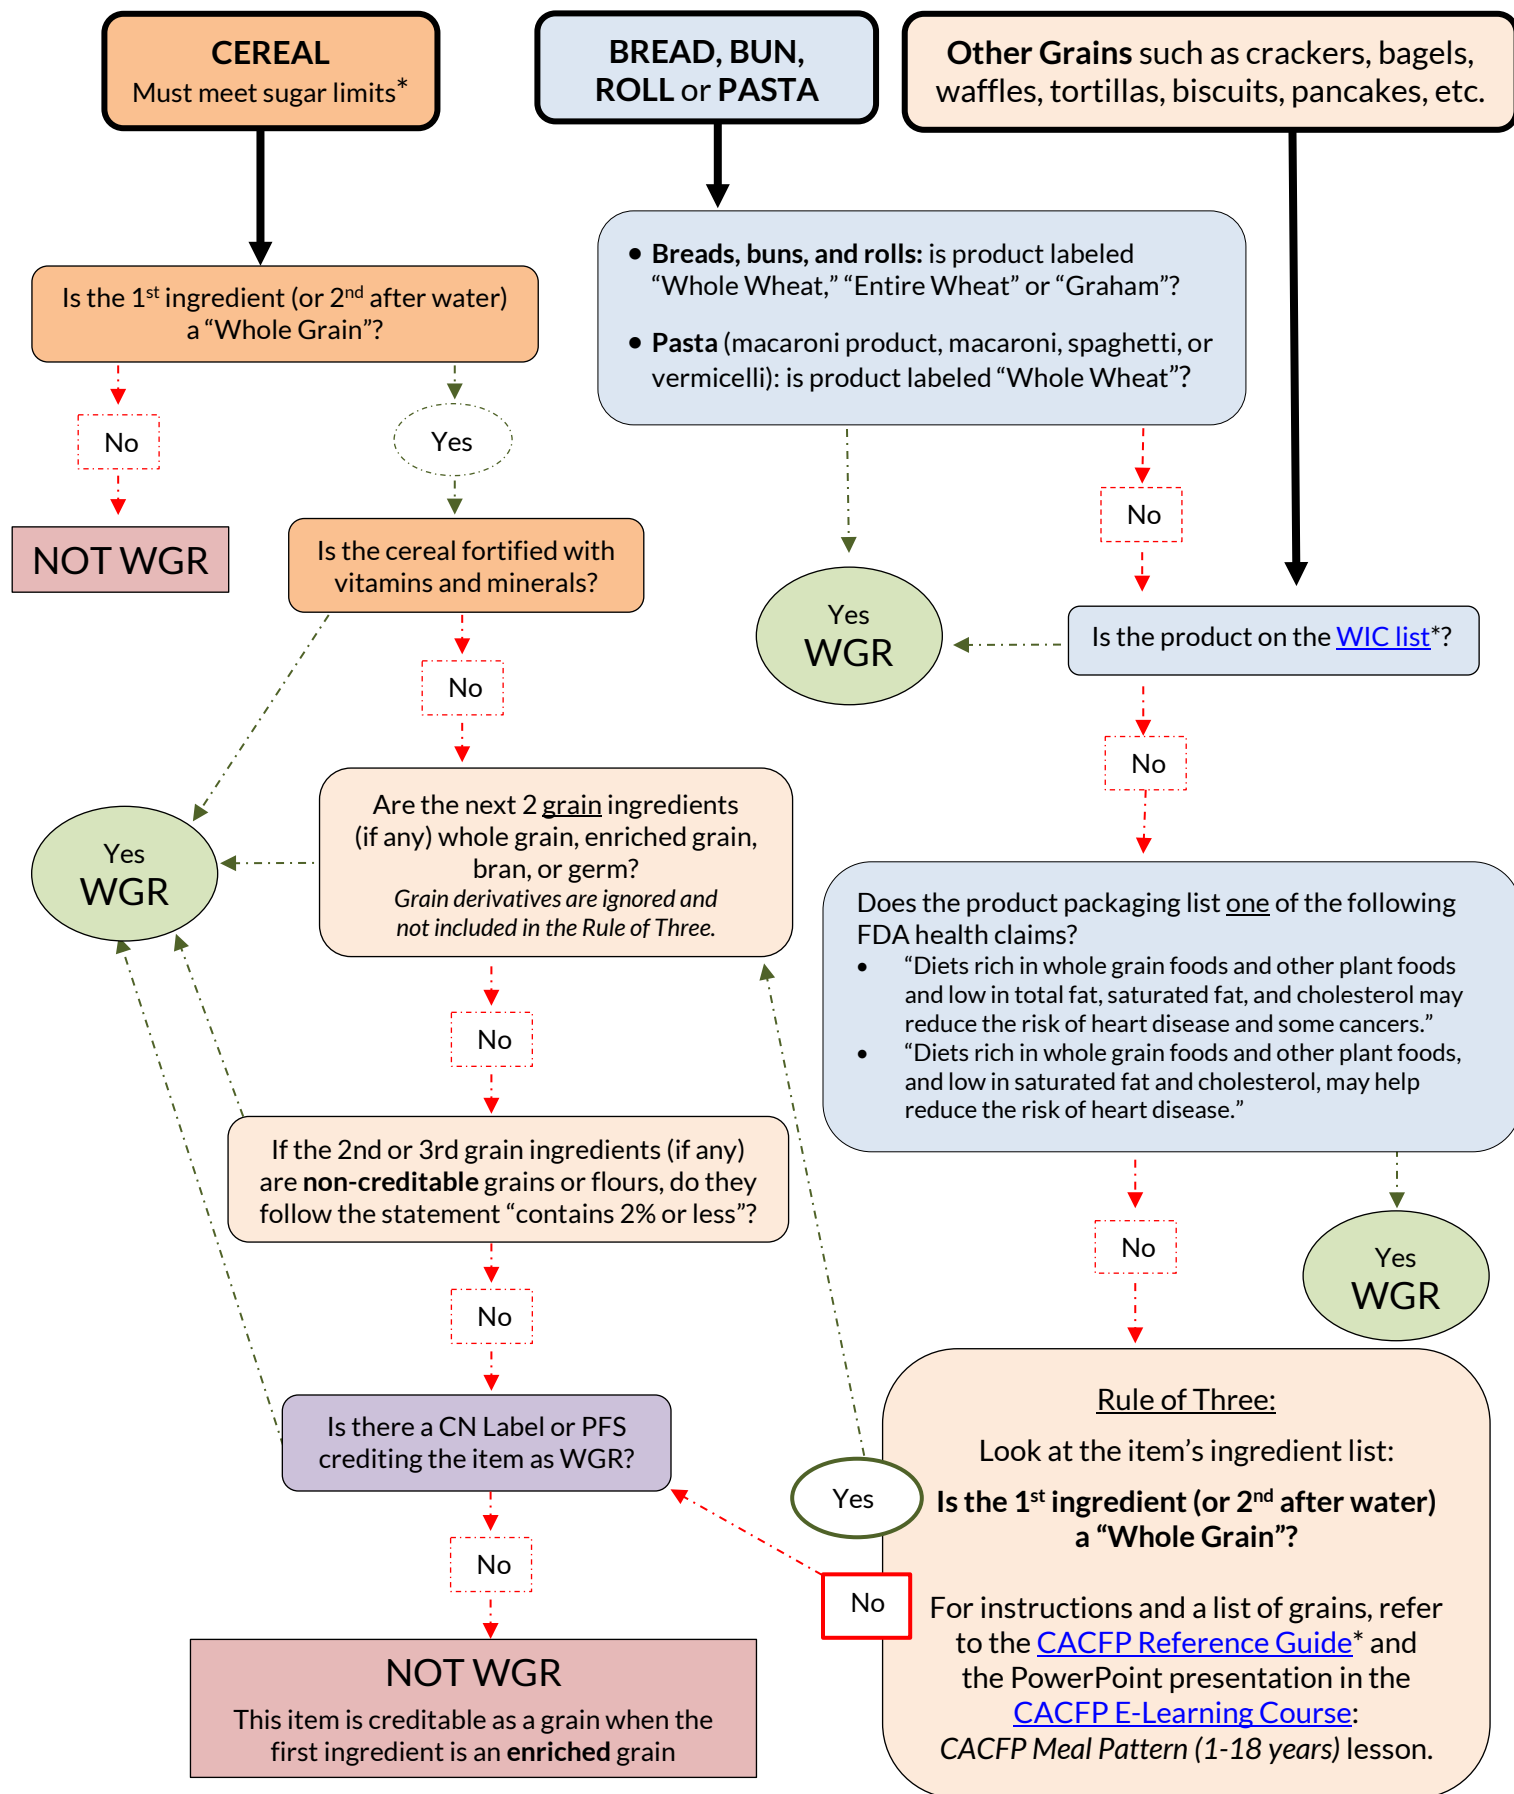 CEREAL
Must meet sugar limits*
BREAD, BUN,
ROLL or PASTA
Other Grains such as crackers, bagels,
waffles, tortillas, biscuits, pancakes, etc.
Is the 1st ingredient (or 2nd after water)
a “Whole Grain”?
No
Yes
NOT WGR
Is the cereal fortified with
vitamins and minerals?
No
Yes
WGR
Are the next 2 grain ingredients
(if any) whole grain, enriched grain,
bran, or germ?
Grain derivatives are ignored and
not included in the Rule of Three.
No
If the 2nd or 3rd grain ingredients (if any)
are non-creditable grains or flours, do they
follow the statement “contains 2% or less”?
No
Is there a CN Label or PFS
crediting the item as WGR?
No
NOT WGR
This item is creditable as a grain when the
first ingredient is an enriched grain
• Breads, buns, and rolls: is product labeled
“Whole Wheat,” “Entire Wheat” or “Graham”?
• Pasta (macaroni product, macaroni, spaghetti, or
vermicelli): is product labeled “Whole Wheat”?
No
Yes
WGR
Is the product on the WIC list*?
No
Does the product packaging list one of the following
FDA health claims?
• “Diets rich in whole grain foods and other plant foods
and low in total fat, saturated fat, and cholesterol may
reduce the risk of heart disease and some cancers.”
• “Diets rich in whole grain foods and other plant foods,
and low in saturated fat and cholesterol, may help
reduce the risk of heart disease.”
No
Yes
WGR
Rule of Three:
Look at the item’s ingredient list:
Is the 1st ingredient (or 2nd after water)
a “Whole Grain”?
Yes
No
For instructions and a list of grains, refer
to the CACFP Reference Guide* and
the PowerPoint presentation in the
CACFP E-Learning Course:
CACFP Meal Pattern (1-18 years) lesson.